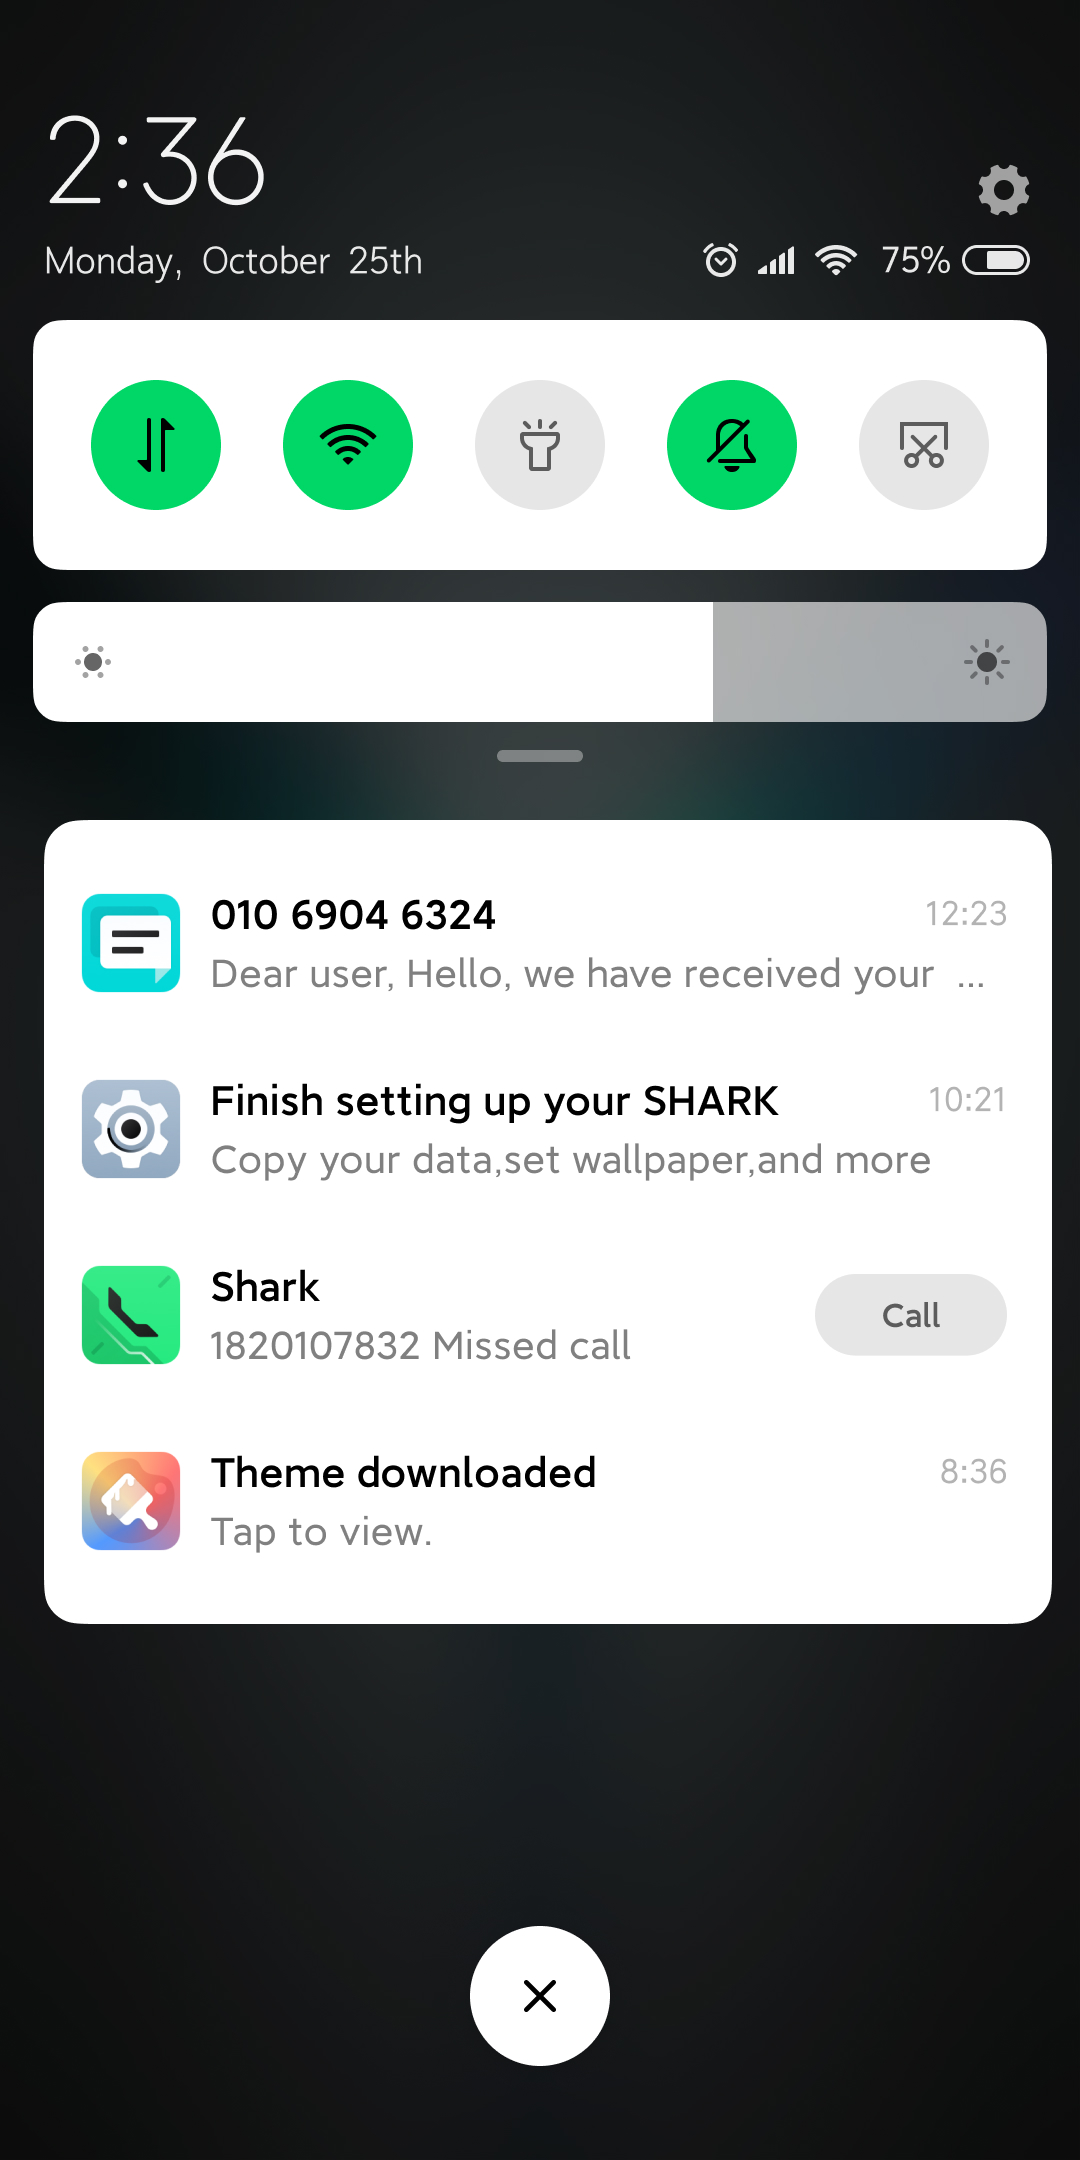 2:36
Monday, October 25th
75%
010 6904 6324
12:23
Dear user, Hello, we have received your ...
Finish setting up your SHARK
10:21
Copy your data,set wallpaper,and more
Shark
1820107832 Missed call
Call
Theme downloaded
8:36
Tap to view.